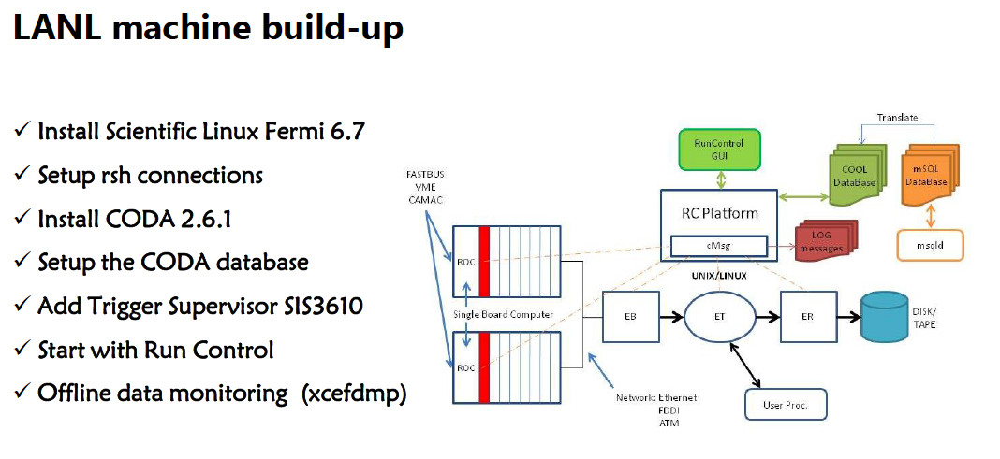 LANL machine build-up
✓ Install Scientific Linux Fermi 6.7
✓ Setup rsh connections
✓ Install CODA 2.6.1
✓ Setup the CODA database
✓ Add Trigger Supervisor SIS3610
✓ Start with Run Control
✓ Offline data monitoring (xcefdmp)
FASTBUS
VME
CAMAC
ROC
Single Board Computer
ROC
RunControl
GUI
RC Platform
cMsg
UNIX/LINUX
Translate
COOL
DataBase
mSQL
DataBase
LOG
messages
msqld
EB
ET
ER
DISK/
TAPE
Network: Ethernet
FDDI
ATM
User Proc.